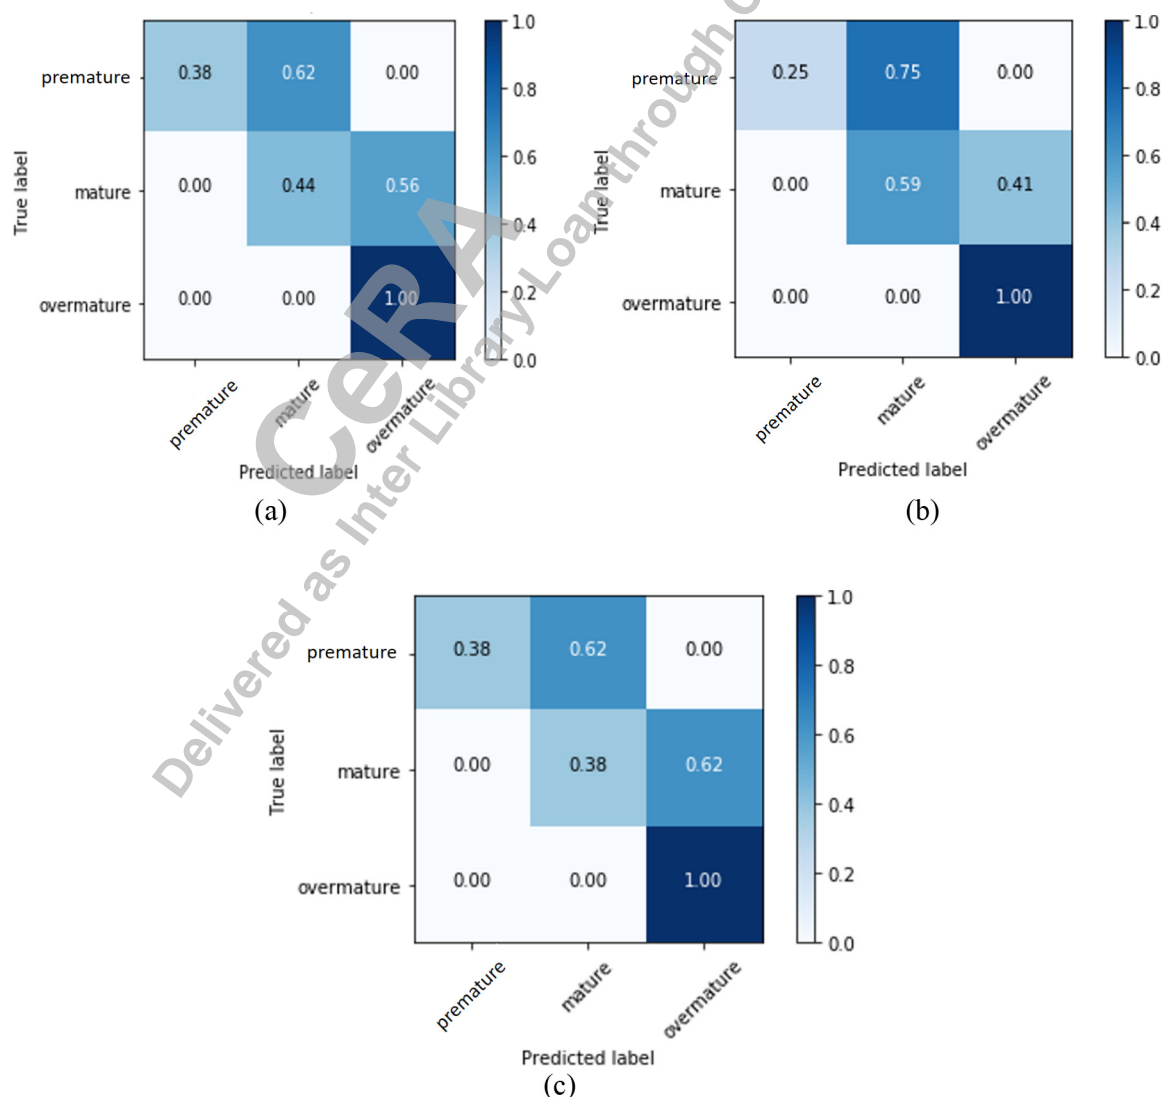 premature 0.38 0.62 0.00
mature 0.00 0.44 0.56
overmature 0.00 0.00 1.00
True label
premature mature overmature
Predicted label
1.0
0.8
0.6
0.4
0.2
0.0
(a)
premature 0.25 0.75 0.00
mature 0.00 0.59 0.41
overmature 0.00 0.00 1.00
True label
premature mature overmature
Predicted label
1.0
0.8
0.6
0.4
0.2
0.0
(b)
premature 0.38 0.62 0.00
mature 0.00 0.38 0.62
overmature 0.00 0.00 1.00
True label
premature mature overmature
Predicted label
1.0
0.8
0.6
0.4
0.2
0.0
(c)
CeRA
Delivered as Inter Library Loan through